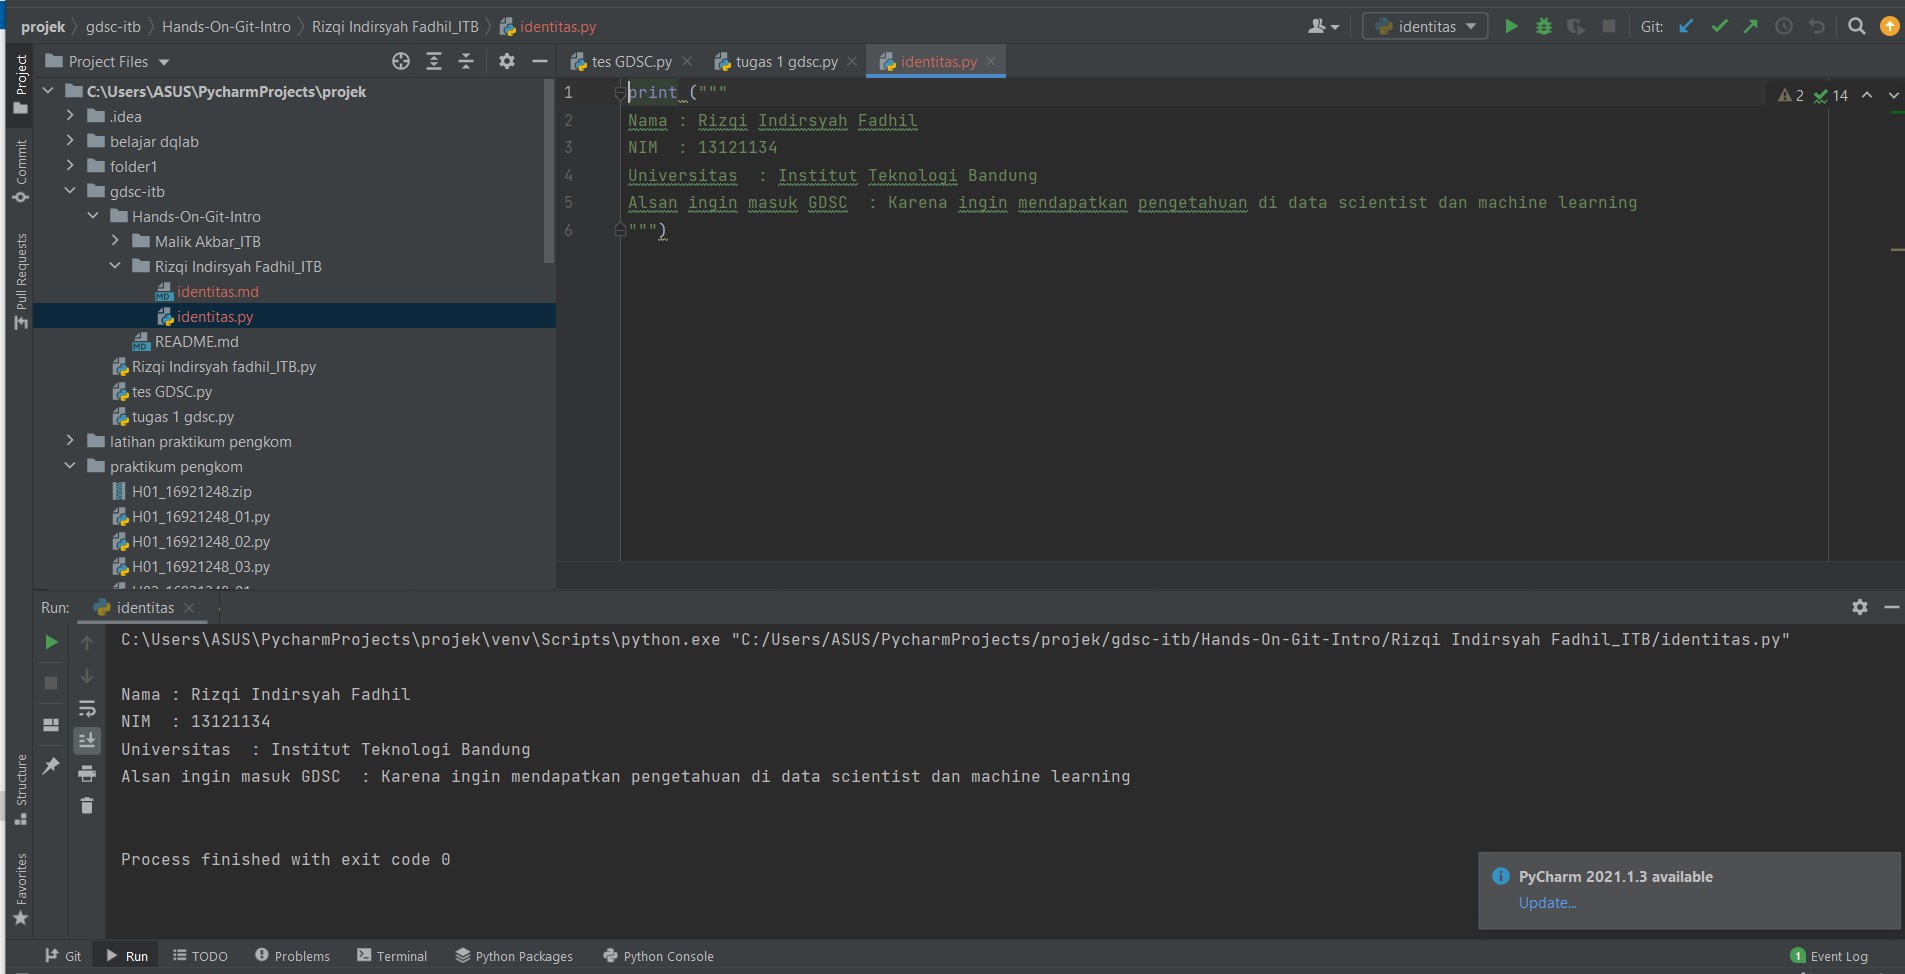 projek gdsc-itb Hands-On-Git-Intro Rizqi Indirsyah Fadhil_ITB identitas.py identitas Git:
Project Files
tes GDSC.py tugas 1 gdsc.py identitas.py
Project
Commit
Pull Requests
Structure
Favorites
C:\Users\ASUS\PycharmProjects\projek
.idea
belajar dqlab
folder1
gdsc-itb
Hands-On-Git-Intro
Malik Akbar_ITB
Rizqi Indirsyah Fadhil_ITB
MD identitas.md
identitas.py
MD README.md
Rizqi Indirsyah fadhil_ITB.py
tes GDSC.py
tugas 1 gdsc.py
latihan praktikum pengkom
praktikum pengkom
H01_16921248.zip
H01_16921248_01.py
H01_16921248_02.py
H01_16921248_03.py
1 print ("""
2 Nama : Rizqi Indirsyah Fadhil
3 NIM  : 13121134
4 Universitas  : Institut Teknologi Bandung
5 Alsan ingin masuk GDSC  : Karena ingin mendapatkan pengetahuan di data scientist dan machine learning
6 """)
2 14
Run: identitas
C:\Users\ASUS\PycharmProjects\projek\venv\Scripts\python.exe "C:/Users/ASUS/PycharmProjects/projek/gdsc-itb/Hands-On-Git-Intro/Rizqi Indirsyah Fadhil_ITB/identitas.py"
Nama : Rizqi Indirsyah Fadhil
NIM  : 13121134
Universitas  : Institut Teknologi Bandung
Alsan ingin masuk GDSC  : Karena ingin mendapatkan pengetahuan di data scientist dan machine learning
Process finished with exit code 0
PyCharm 2021.1.3 available
Update...
Git Run TODO Problems Terminal Python Packages Python Console 1 Event Log